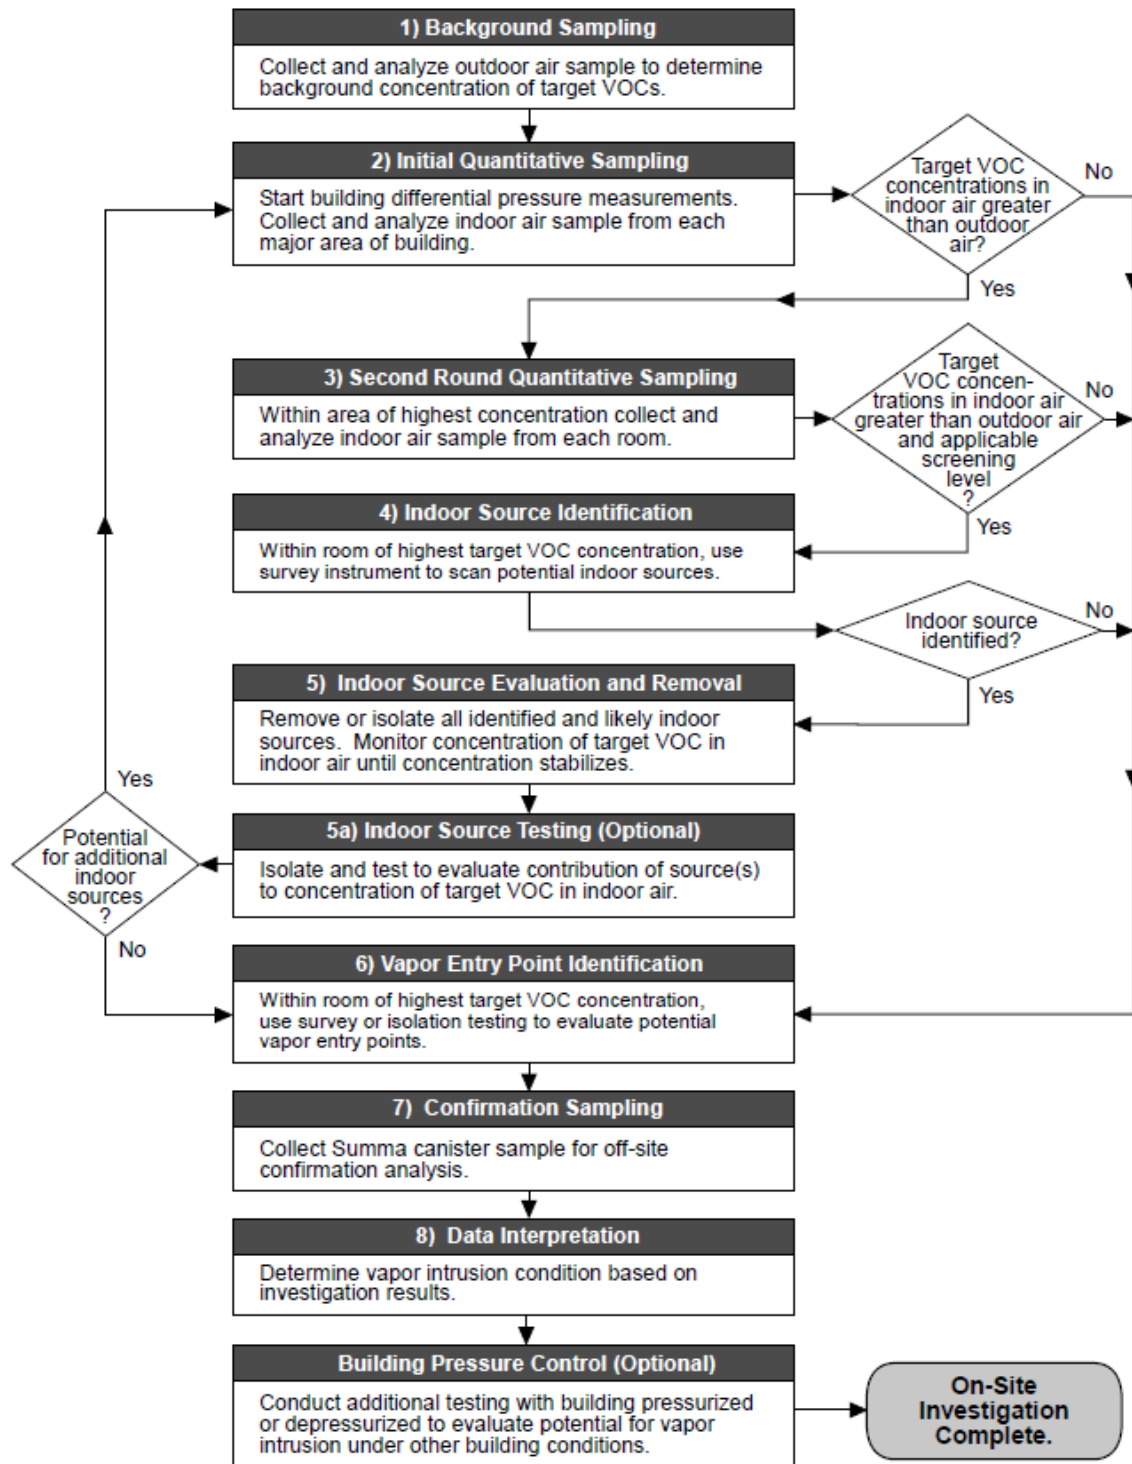 1) Background Sampling
Collect and analyze outdoor air sample to determine
background concentration of target VOCs.
2) Initial Quantitative Sampling
Start building differential pressure measurements.
Collect and analyze indoor air sample from each
major area of building.
Target VOC
concentrations in
indoor air greater
than outdoor
air?
No
Yes
3) Second Round Quantitative Sampling
Within area of highest concentration collect and
analyze indoor air sample from each room.
Target
VOC concen-
trations in indoor air
greater than outdoor air
and applicable
screening
level
?
No
Yes
4) Indoor Source Identification
Within room of highest target VOC concentration, use
survey instrument to scan potential indoor sources.
Indoor source
identified?
No
Yes
5) Indoor Source Evaluation and Removal
Remove or isolate all identified and likely indoor
sources. Monitor concentration of target VOC in
indoor air until concentration stabilizes.
5a) Indoor Source Testing (Optional)
Isolate and test to evaluate contribution of source(s)
to concentration of target VOC in indoor air.
Yes
Potential
for additional
indoor
sources
?
No
6) Vapor Entry Point Identification
Within room of highest target VOC concentration,
use survey or isolation testing to evaluate potential
vapor entry points.
7) Confirmation Sampling
Collect Summa canister sample for off-site
confirmation analysis.
8) Data Interpretation
Determine vapor intrusion condition based on
investigation results.
Building Pressure Control (Optional)
Conduct additional testing with building pressurized
or depressurized to evaluate potential for vapor
intrusion under other building conditions.
On-Site
Investigation
Complete.